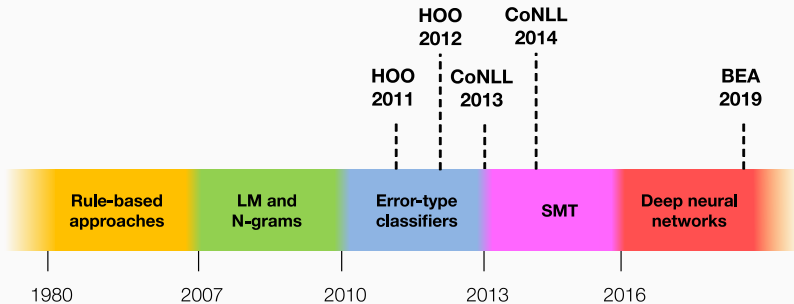 HOO
2012
CoNLL
2014
HOO
2011
CoNLL
2013
BEA
2019
Rule-based
approaches
LM and
N-grams
Error-type
classifiers
SMT
Deep neural
networks
1980
2007
2010
2013
2016